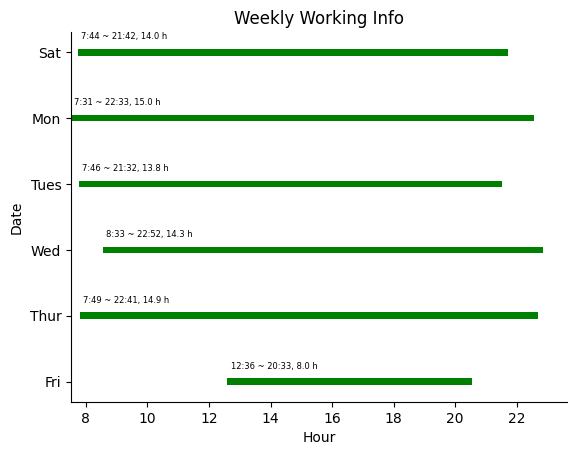 Weekly Working Info
7:44 ~ 21:42, 14.0 h
Sat
7:31 ~ 22:33, 15.0 h
Mon
7:46 ~ 21:32, 13.8 h
Tues
8:33 ~ 22:52, 14.3 h
Wed
7:49 ~ 22:41, 14.9 h
Thur
12:36 ~ 20:33, 8.0 h
Fri
Date
8 10 12 14 16 18 20 22
Hour